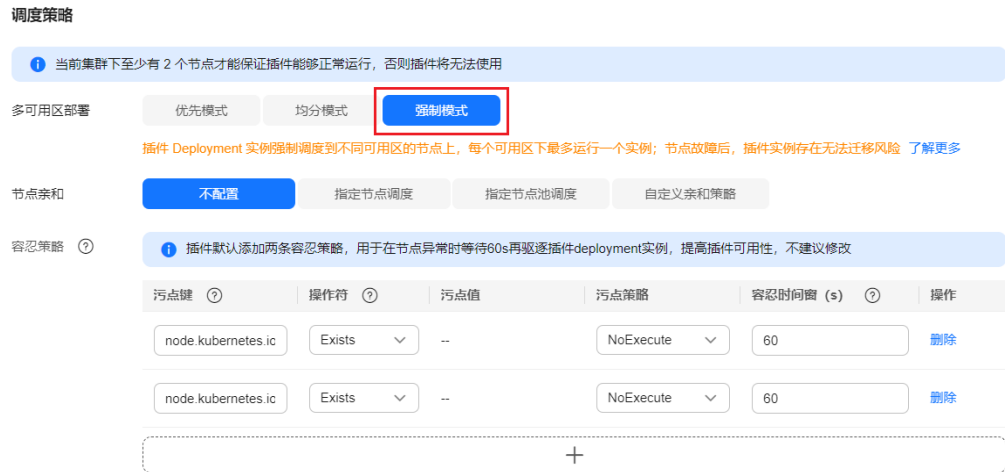 调度策略
当前集群下至少有 2 个节点才能保证插件能够正常运行，否则插件将无法使用
多可用区部署 优先模式 均分模式 强制模式
插件 Deployment 实例强制调度到不同可用区的节点上，每个可用区下最多运行一个实例；节点故障后，插件实例存在无法迁移风险 了解更多
节点亲和 不配置 指定节点调度 指定节点池调度 自定义亲和策略
容忍策略 插件默认添加两条容忍策略，用于在节点异常时等待60s再驱逐插件deployment实例，提高插件可用性，不建议修改
污点键 操作符 污点值 污点策略 容忍时间窗（s） 操作
node.kubernetes.io Exists -- NoExecute 60 删除
node.kubernetes.io Exists -- NoExecute 60 删除